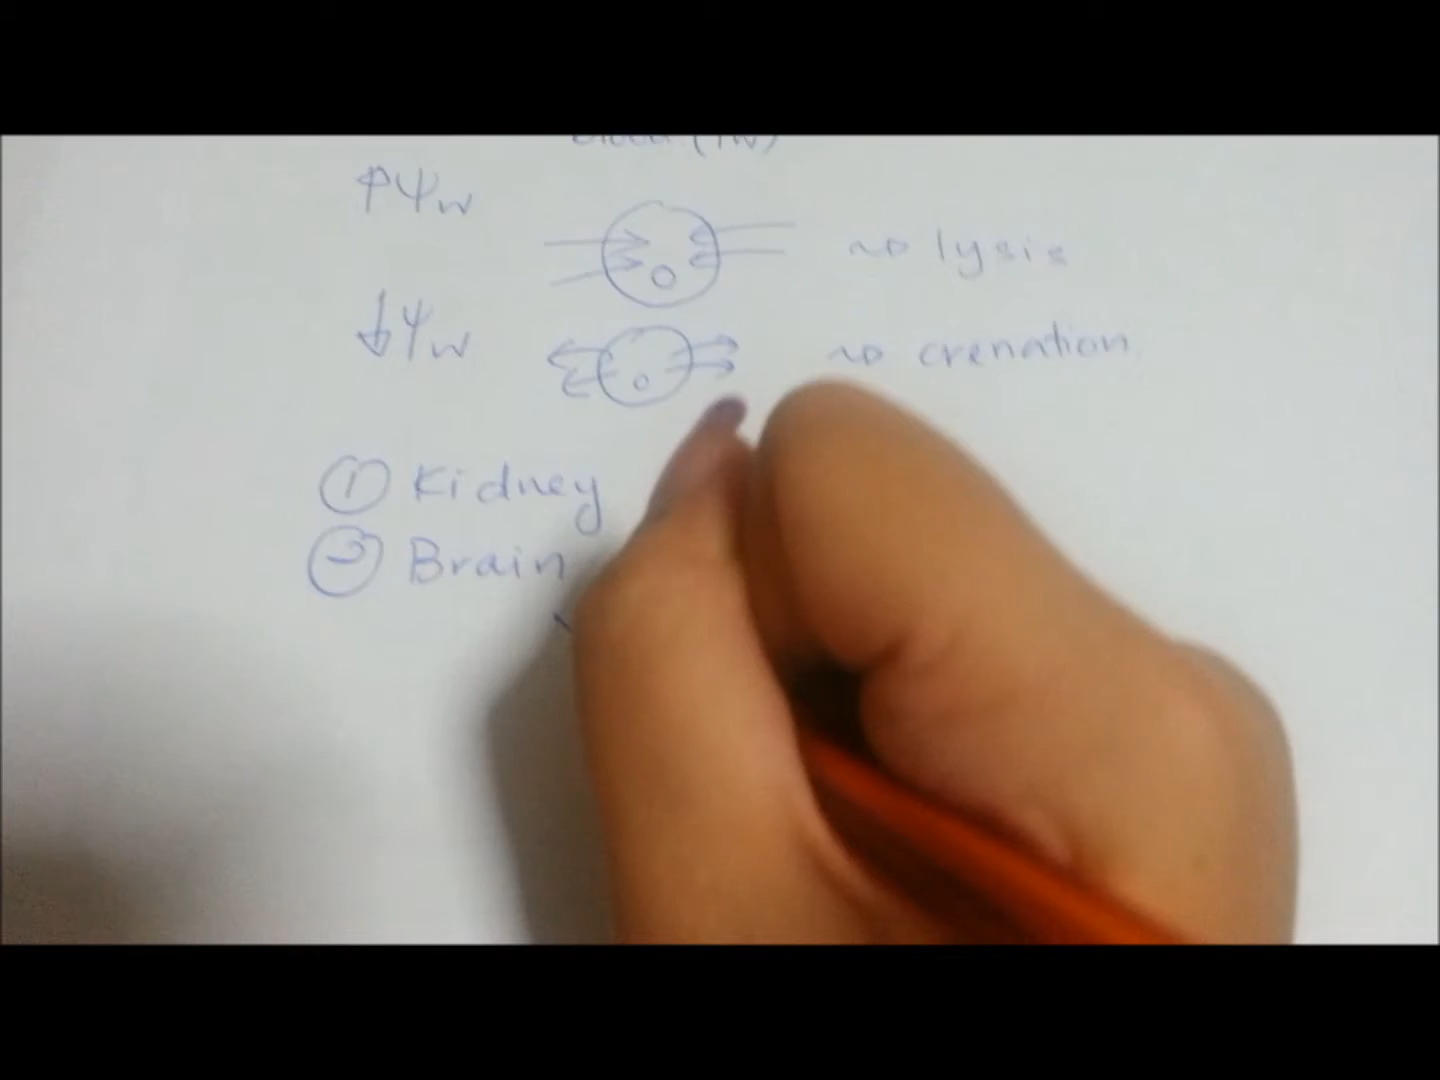 ↑Ψw
~> lysis
↓Ψw
~> crenation
① Kidney
② Brain